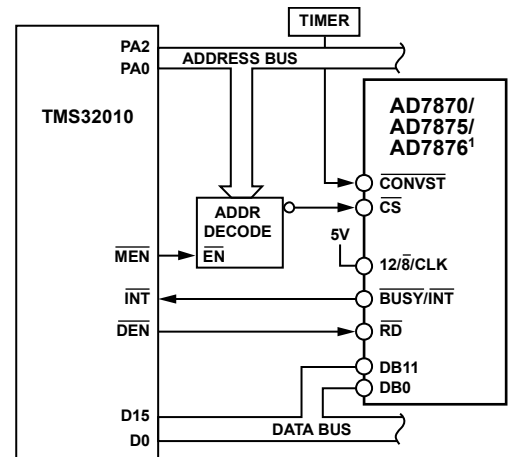 TIMER
PA2
PA0
ADDRESS BUS
TMS32010
AD7870/
AD7875/
AD7876¹
CONVST
CS
ADDR
DECODE
EN
5V
12/8/CLK
MEN
INT
BUSY/INT
DEN
RD
DB11
DB0
D15
D0
DATA BUS